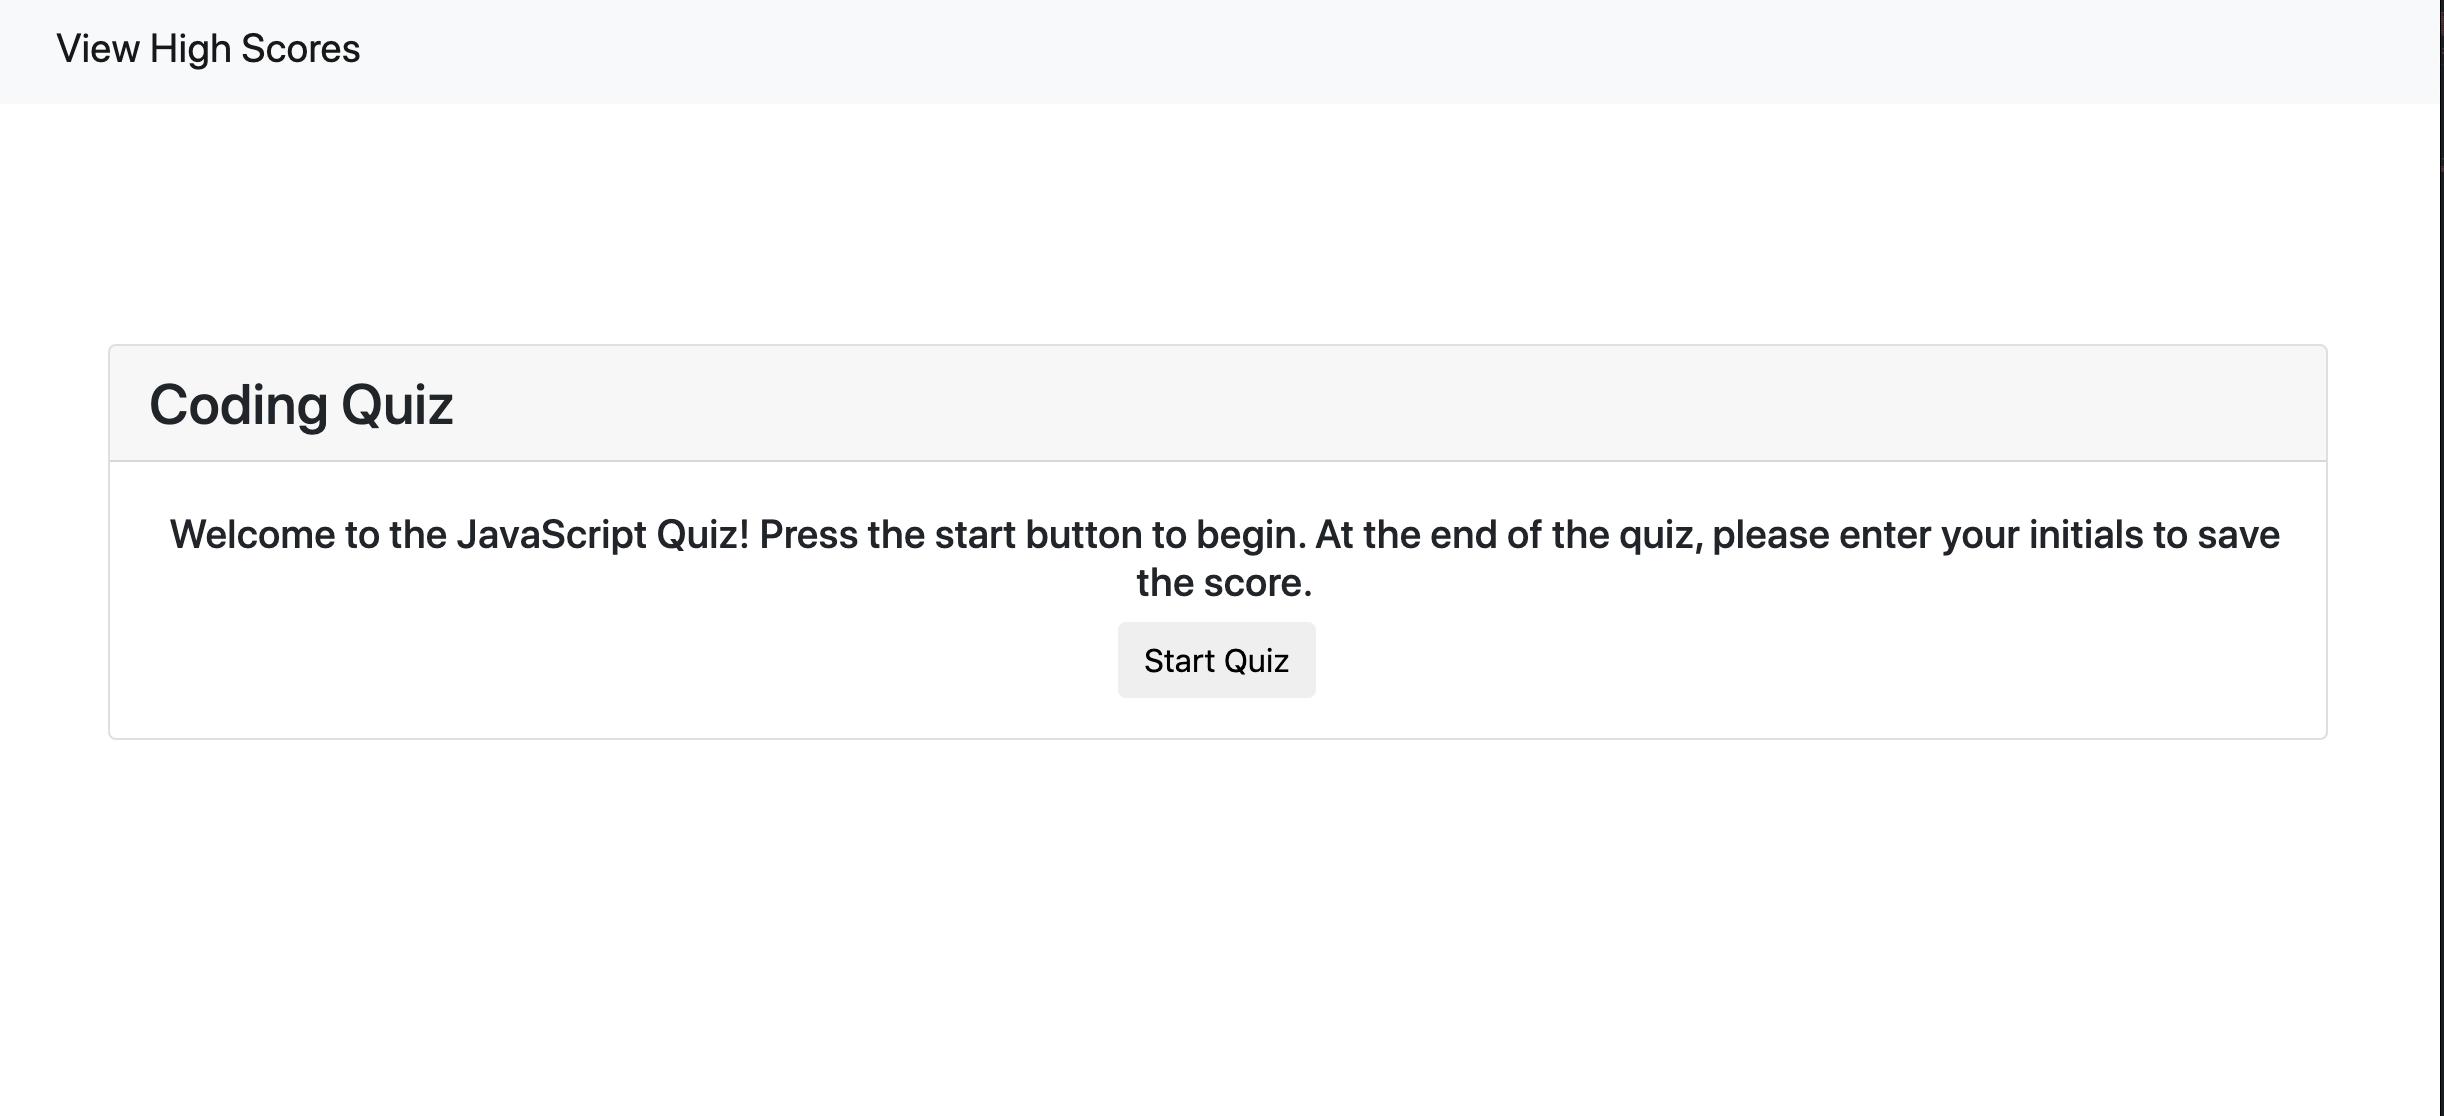 View High Scores
Coding Quiz
Welcome to the JavaScript Quiz! Press the start button to begin. At the end of the quiz, please enter your initials to save
the score.
Start Quiz